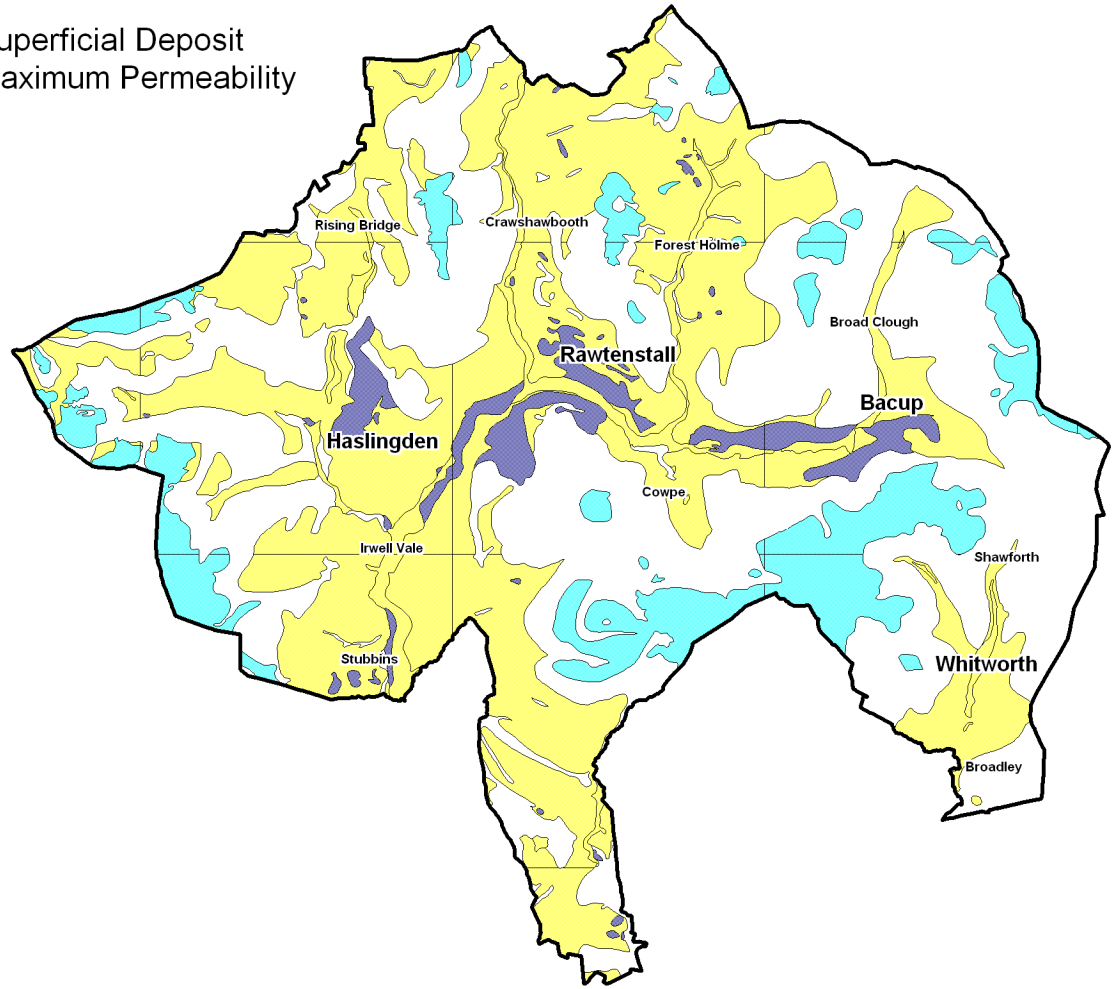 uperficial Deposit
aximum Permeability
Rising Bridge
Crawshawbooth
Forest Holme
Broad Clough
Rawtenstall
Bacup
Haslingden
Cowpe
Irwell Vale
Shawforth
Stubbins
Whitworth
Broadley